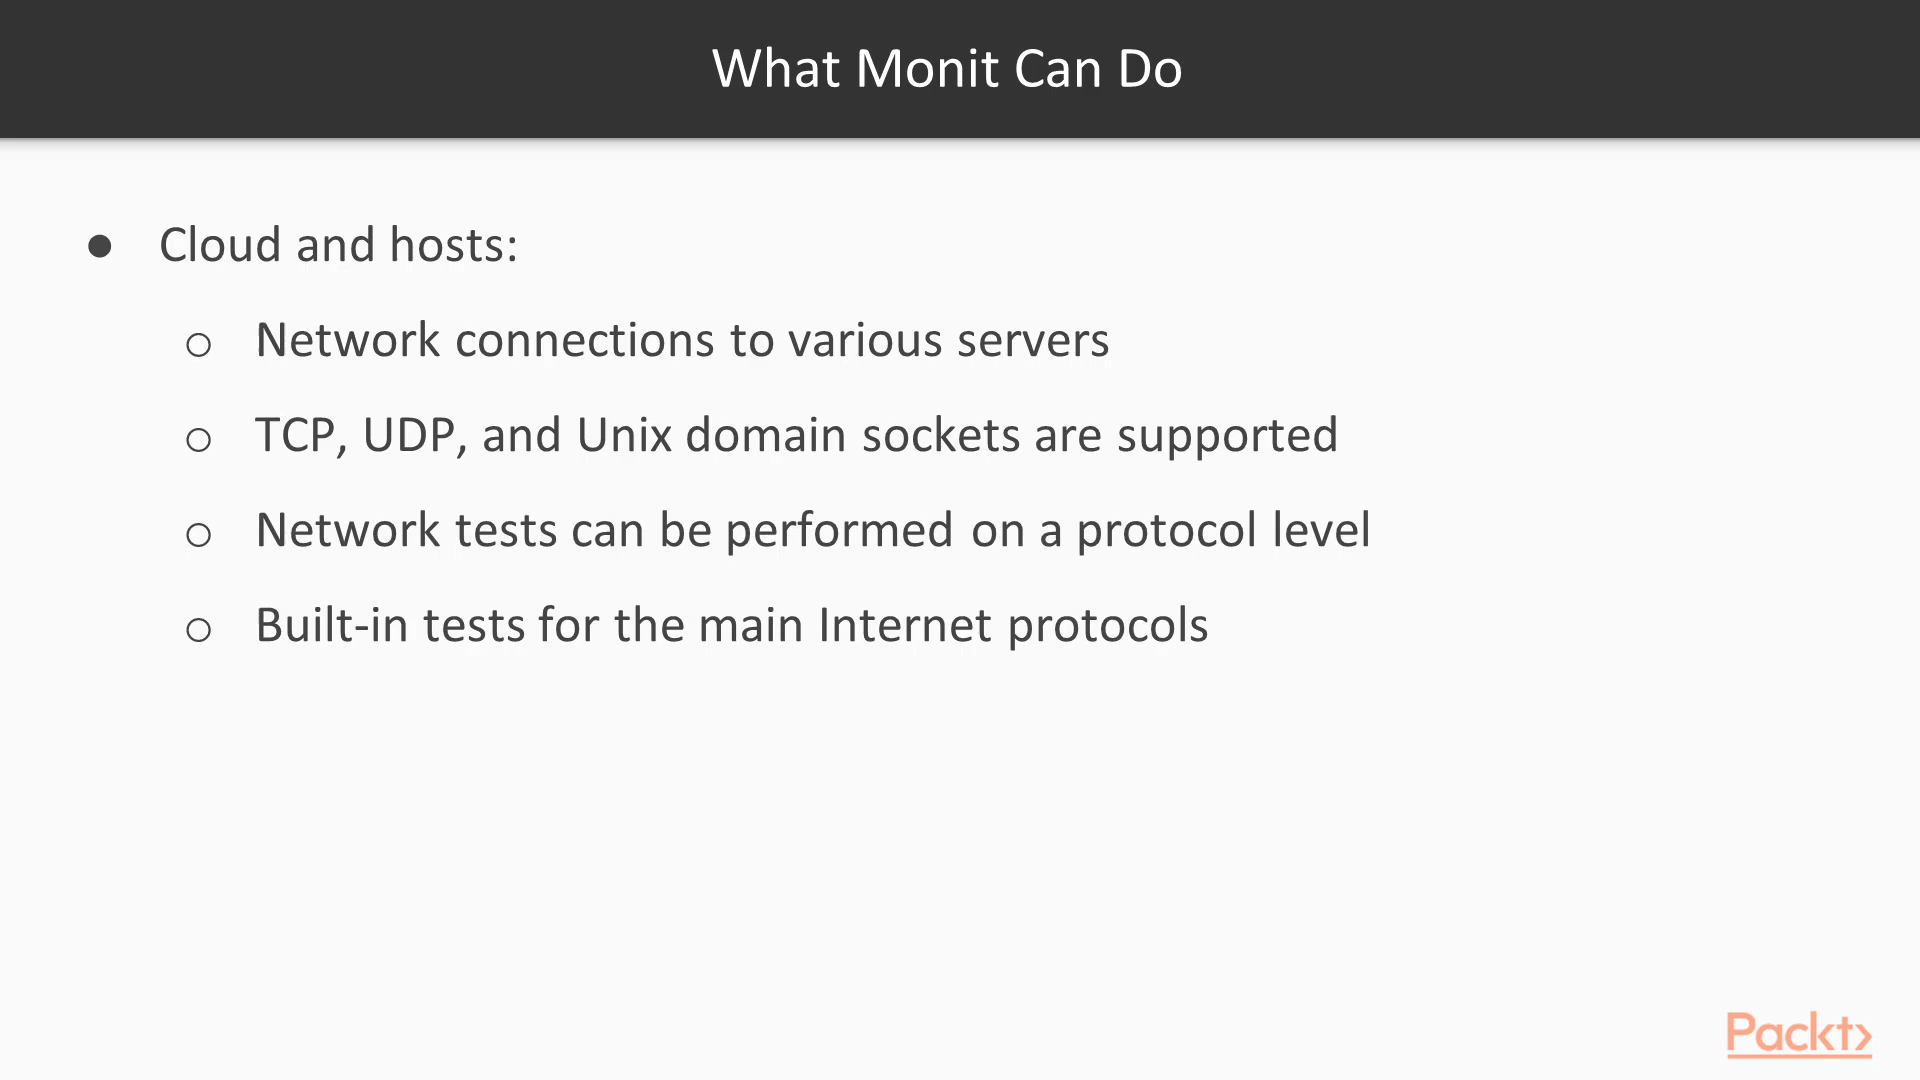 What Monit Can Do
● Cloud and hosts:
○ Network connections to various servers
○ TCP, UDP, and Unix domain sockets are supported
○ Network tests can be performed on a protocol level
○ Built-in tests for the main Internet protocols
Packt>